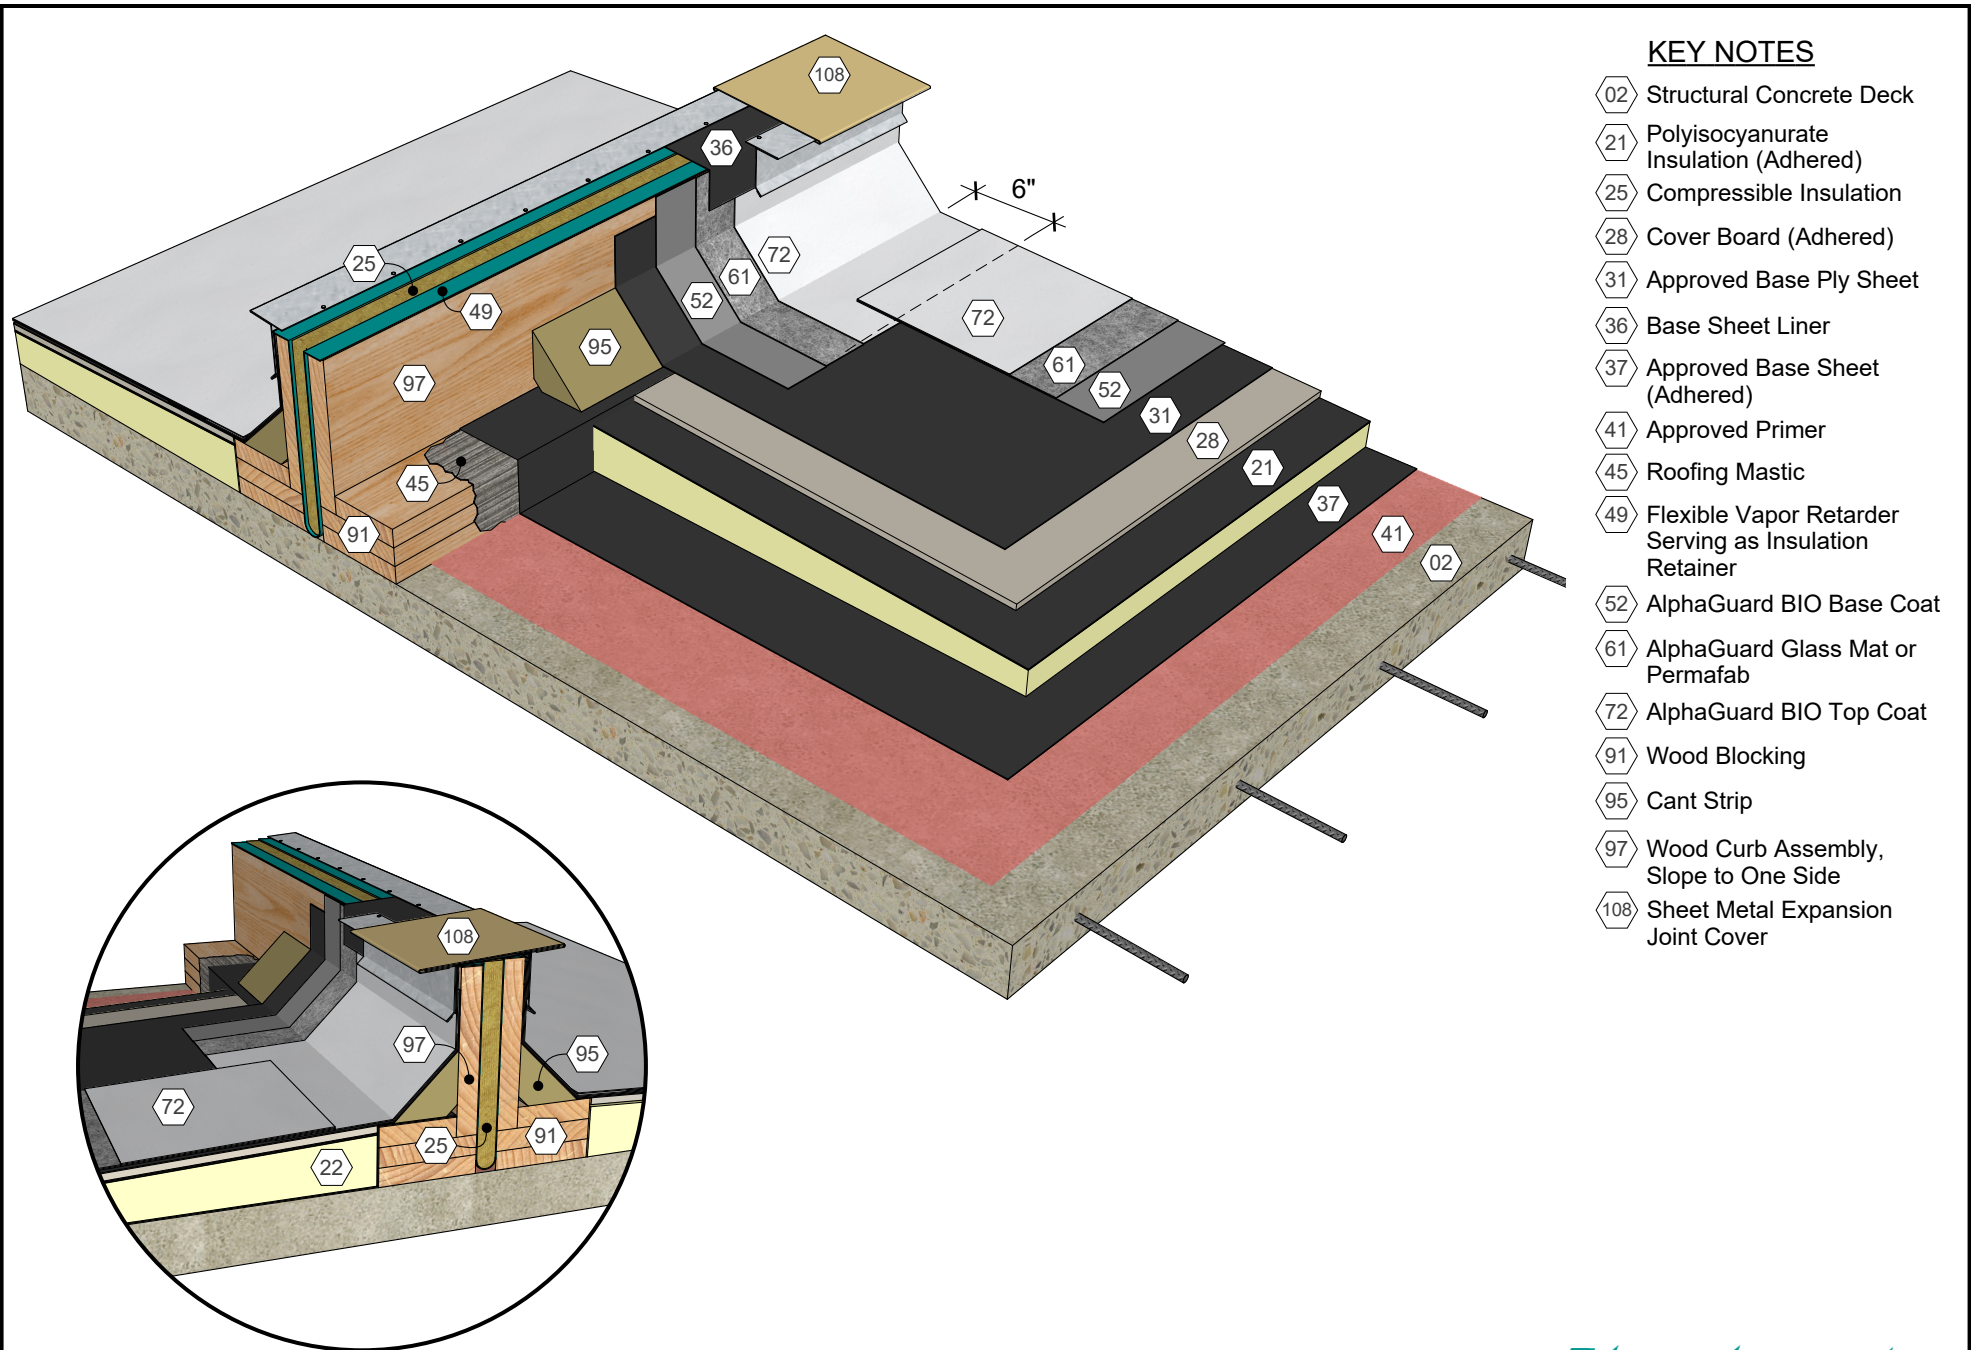 KEY NOTES
02 Structural Concrete Deck
21 Polyisocyanurate
Insulation (Adhered)
25 Compressible Insulation
28 Cover Board (Adhered)
31 Approved Base Ply Sheet
36 Base Sheet Liner
37 Approved Base Sheet
(Adhered)
41 Approved Primer
45 Roofing Mastic
49 Flexible Vapor Retarder
Serving as Insulation
Retainer
52 AlphaGuard BIO Base Coat
61 AlphaGuard Glass Mat or
Permafab
72 AlphaGuard BIO Top Coat
91 Wood Blocking
95 Cant Strip
97 Wood Curb Assembly,
Slope to One Side
108 Sheet Metal Expansion
Joint Cover
108
36
6"
25
72
61
52
49
72
95
97
61
52
31
28
21
45
37
91
41
02
108
97
95
72
25
91
22